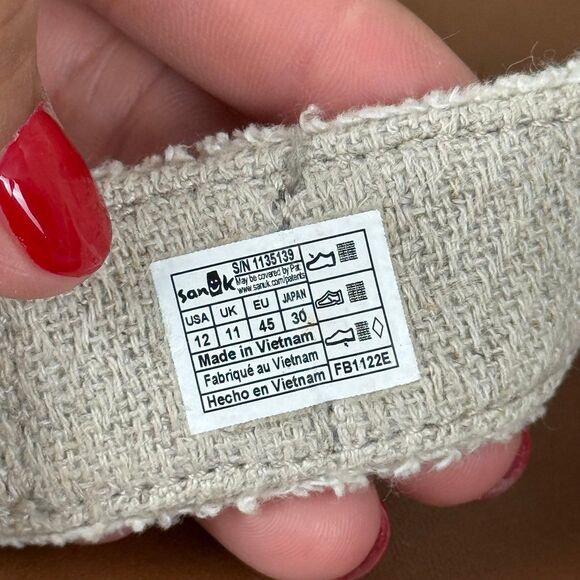 sanuk
S/N 1135139
May be covered by Pat.
www.sanuk.com/patents
USA UK EU JAPAN
12 11 45 30
Made in Vietnam
Fabriqué au Vietnam
Hecho en Vietnam
FB1122E